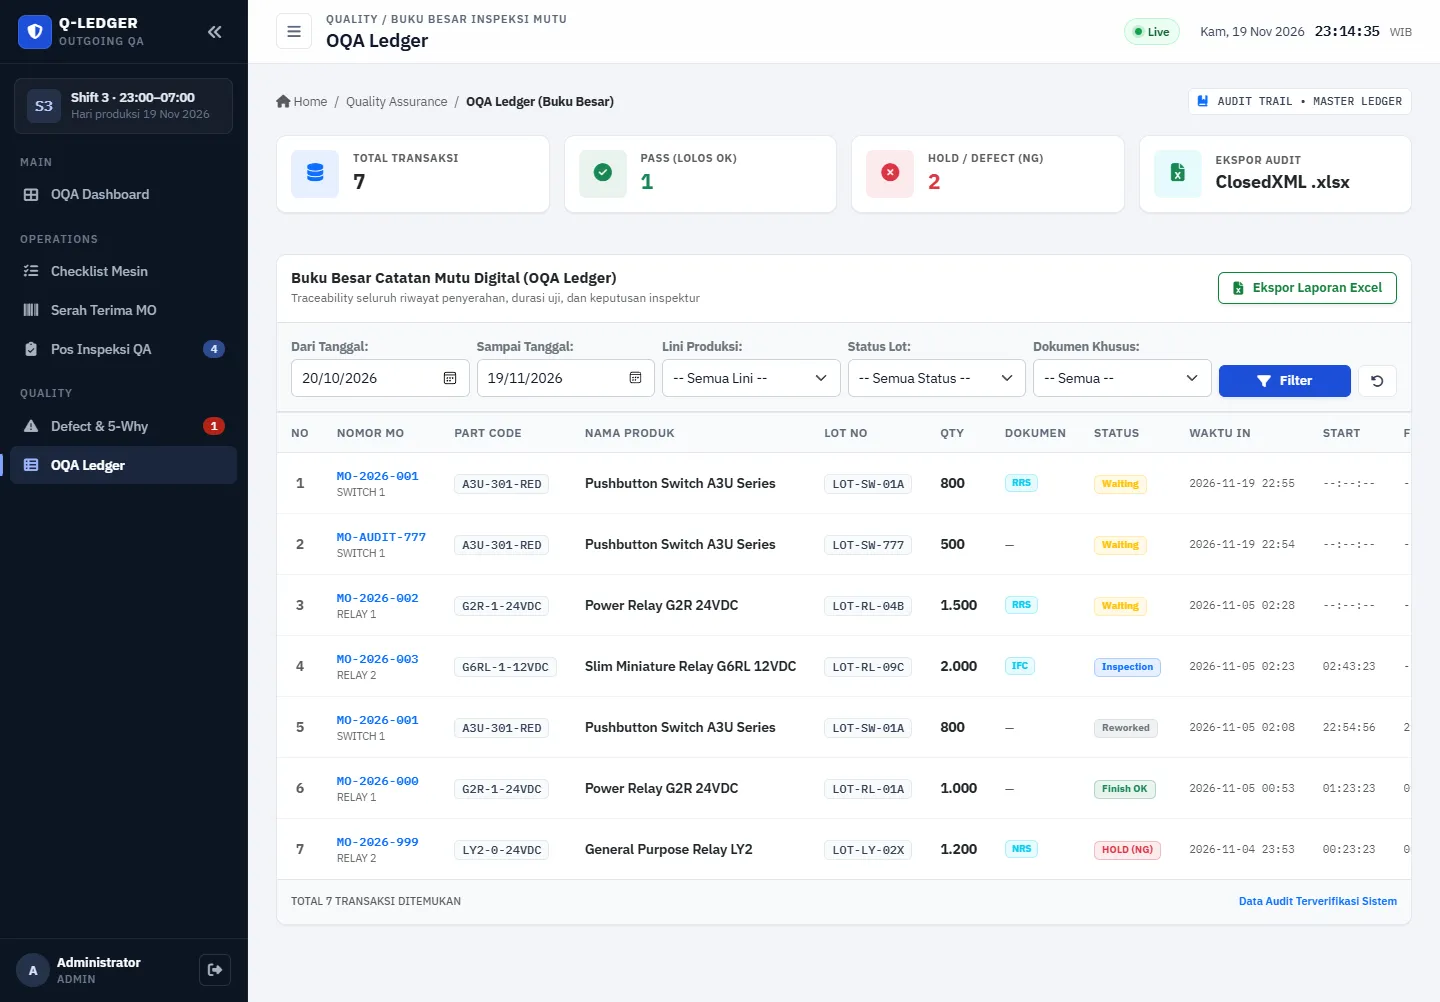 Q-LEDGER
OUTGOING QA
S3
Shift 3 · 23:00–07:00
Hari produksi 19 Nov 2026
MAIN
OQA Dashboard
OPERATIONS
Checklist Mesin
Serah Terima MO
Pos Inspeksi QA 4
QUALITY
Defect & 5-Why 1
OQA Ledger
A
Administrator
ADMIN
QUALITY / BUKU BESAR INSPEKSI MUTU
OQA Ledger
Live
Kam, 19 Nov 2026 23:14:35 WIB
Home / Quality Assurance / OQA Ledger (Buku Besar)
AUDIT TRAIL • MASTER LEDGER
TOTAL TRANSAKSI
7
PASS (LOLOS OK)
1
HOLD / DEFECT (NG)
2
EKSPOR AUDIT
ClosedXML .xlsx
Buku Besar Catatan Mutu Digital (OQA Ledger)
Traceability seluruh riwayat penyerahan, durasi uji, dan keputusan inspektur
Ekspor Laporan Excel
Dari Tanggal: Sampai Tanggal: Lini Produksi: Status Lot: Dokumen Khusus:
20/10/2026 19/11/2026 -- Semua Lini -- -- Semua Status -- -- Semua -- Filter
NO NOMOR MO PART CODE NAMA PRODUK LOT NO QTY DOKUMEN STATUS WAKTU IN START F
1 MO-2026-001 A3U-301-RED Pushbutton Switch A3U Series LOT-SW-01A 800 RRS Waiting 2026-11-19 22:55 --:--:-- -
SWITCH 1
2 MO-AUDIT-777 A3U-301-RED Pushbutton Switch A3U Series LOT-SW-777 500 — Waiting 2026-11-19 22:54 --:--:-- -
SWITCH 1
3 MO-2026-002 G2R-1-24VDC Power Relay G2R 24VDC LOT-RL-04B 1.500 RRS Waiting 2026-11-05 02:28 --:--:-- -
RELAY 1
4 MO-2026-003 G6RL-1-12VDC Slim Miniature Relay G6RL 12VDC LOT-RL-09C 2.000 IFC Inspection 2026-11-05 02:23 02:43:23 -
RELAY 2
5 MO-2026-001 A3U-301-RED Pushbutton Switch A3U Series LOT-SW-01A 800 — Reworked 2026-11-05 02:08 22:54:56 2
SWITCH 1
6 MO-2026-000 G2R-1-24VDC Power Relay G2R 24VDC LOT-RL-01A 1.000 — Finish OK 2026-11-05 00:53 01:23:23 0
RELAY 1
7 MO-2026-999 LY2-0-24VDC General Purpose Relay LY2 LOT-LY-02X 1.200 NRS HOLD (NG) 2026-11-04 23:53 00:23:23 0
RELAY 2
TOTAL 7 TRANSAKSI DITEMUKAN
Data Audit Terverifikasi Sistem